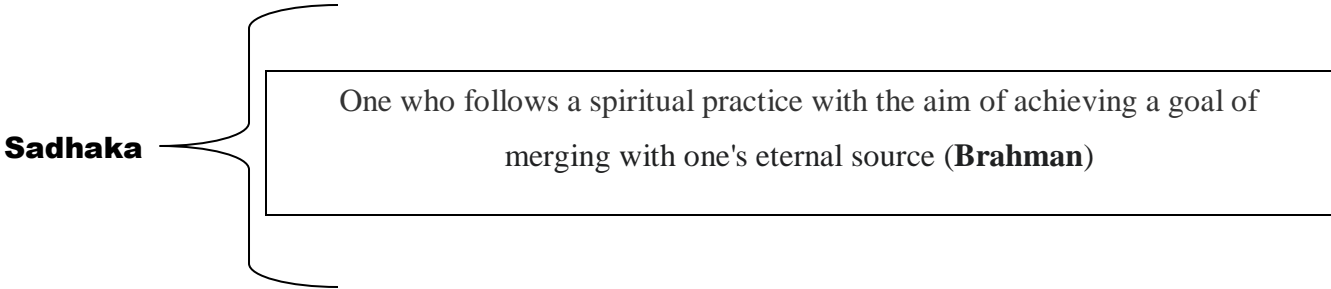 One who follows a spiritual practice with the aim of achieving a goal of
Sadhaka
merging with one's eternal source (Brahman)